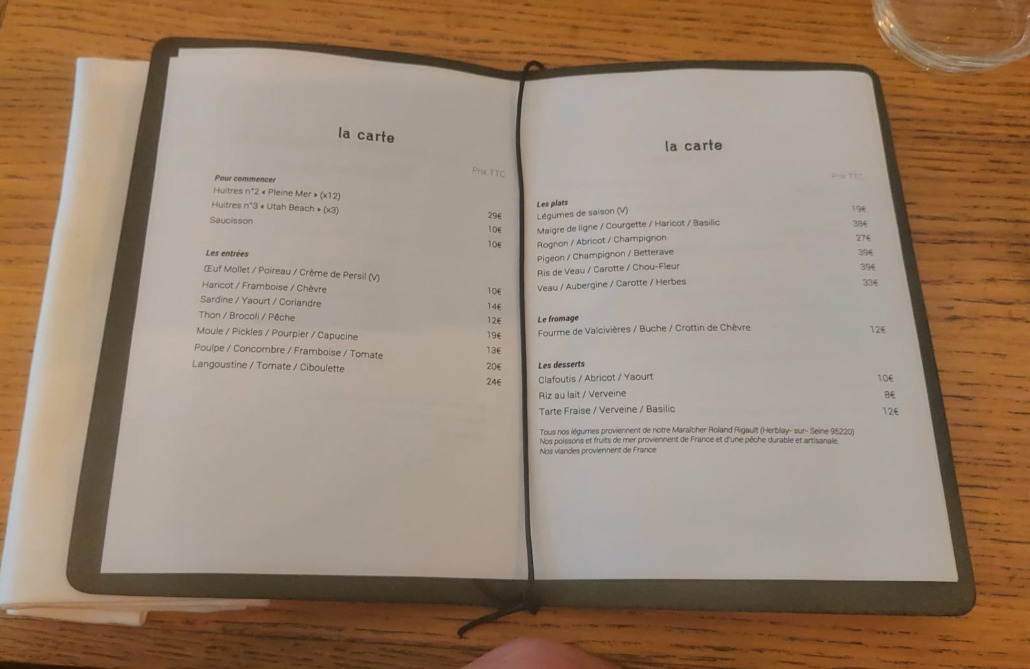 la carte
Prix TTC
Pour commencer
Huîtres n°2 « Pleine Mer » (x12) 29€
Huîtres n°3 « Utah Beach » (x3) 10€
Saucisson 10€
Les entrées
Œuf Mollet / Poireau / Crème de Persil (V) 10€
Haricot / Framboise / Chèvre 14€
Sardine / Yaourt / Coriandre 12€
Thon / Brocoli / Pêche 19€
Moule / Pickles / Pourpier / Capucine 13€
Poulpe / Concombre / Framboise / Tomate 20€
Langoustine / Tomate / Ciboulette 24€
la carte
Prix TTC
Les plats
Légumes de saison (V) 19€
Maigre de ligne / Courgette / Haricot / Basilic 38€
Rognon / Abricot / Champignon 27€
Pigeon / Champignon / Betterave 39€
Ris de Veau / Carotte / Chou-Fleur 39€
Veau / Aubergine / Carotte / Herbes 33€
Le fromage
Fourme de Valcivières / Buche / Crottin de Chèvre 12€
Les desserts
Clafoutis / Abricot / Yaourt 10€
Riz au lait / Verveine 8€
Tarte Fraise / Verveine / Basilic 12€
Tous nos légumes proviennent de notre Maraîcher Roland Rigault (Herblay- sur- Seine 95220)
Nos poissons et fruits de mer proviennent de France et d'une pêche durable et artisanale.
Nos viandes proviennent de France